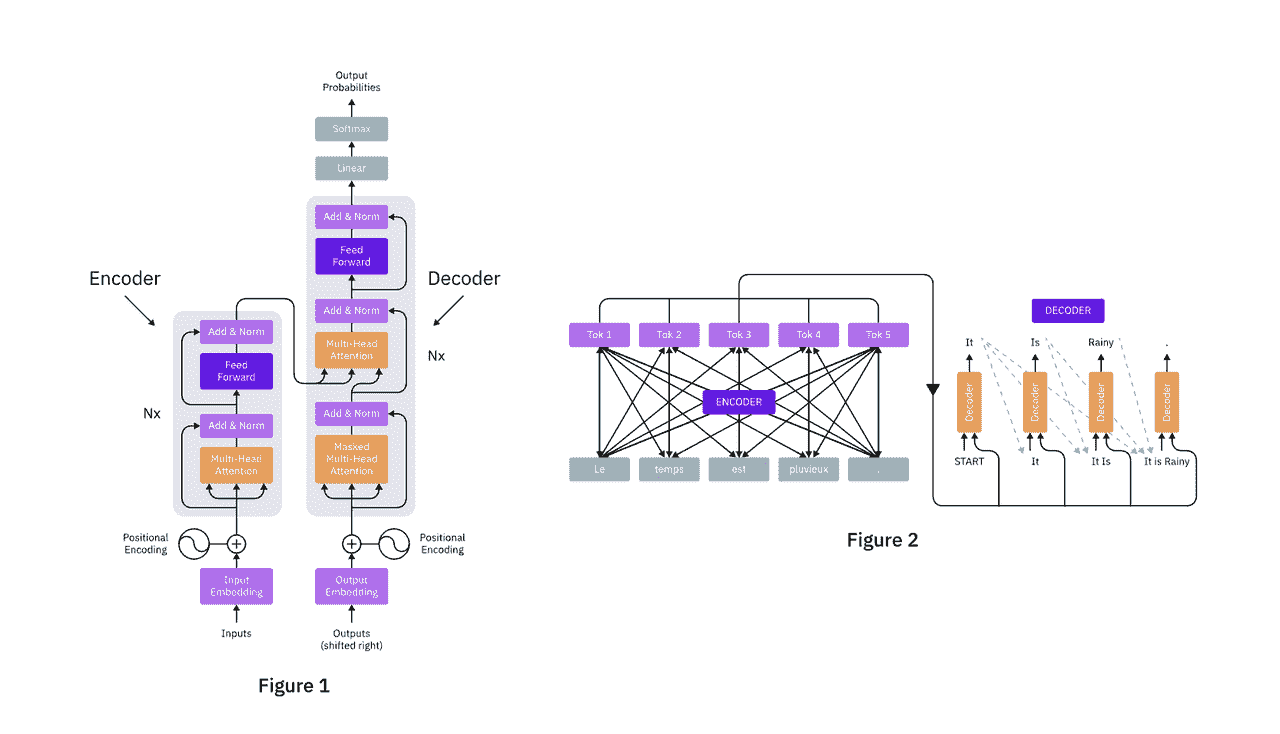 Output
Probabilities
Softmax
Linear
Add & Norm
Feed
Forward
Add & Norm
Multi-Head
Attention
Add & Norm
Masked
Multi-Head
Attention
Decoder
Nx
Encoder
Nx
Add & Norm
Feed
Forward
Add & Norm
Multi-Head
Attention
Positional
Encoding
Positional
Encoding
Input
Embedding
Output
Embedding
Inputs
Outputs
(shifted right)
Figure 1
Tok 1 Tok 2 Tok 3 Tok 4 Tok 5
ENCODER
Le temps est pluvieux .
DECODER
It Is Rainy .
Decoder Decoder Decoder Decoder
START It It Is It is Rainy
Figure 2